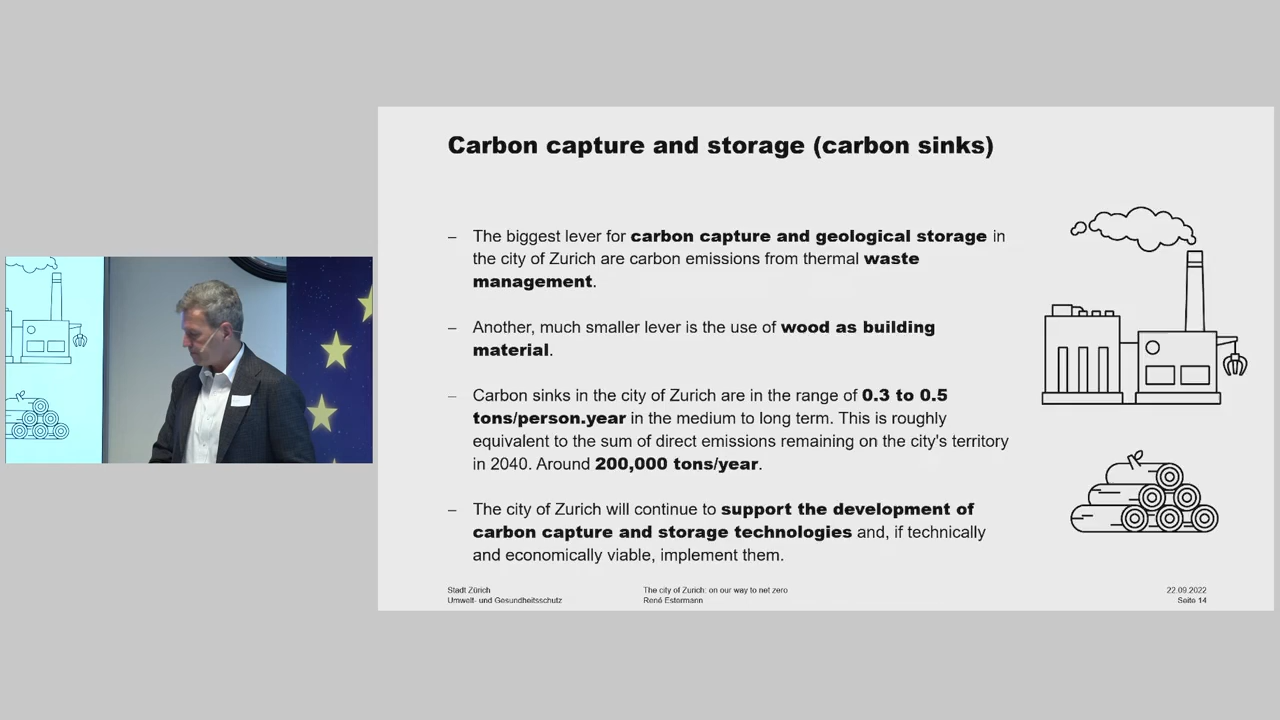 Carbon capture and storage (carbon sinks)
– The biggest lever for carbon capture and geological storage in
the city of Zurich are carbon emissions from thermal waste
management.
– Another, much smaller lever is the use of wood as building
material.
– Carbon sinks in the city of Zurich are in the range of 0.3 to 0.5
tons/person.year in the medium to long term. This is roughly
equivalent to the sum of direct emissions remaining on the city's territory
in 2040. Around 200,000 tons/year.
– The city of Zurich will continue to support the development of
carbon capture and storage technologies and, if technically
and economically viable, implement them.
Stadt Zürich
Umwelt- und Gesundheitsschutz
The city of Zurich: on our way to net zero
René Estermann
22.09.2022
Seite 14